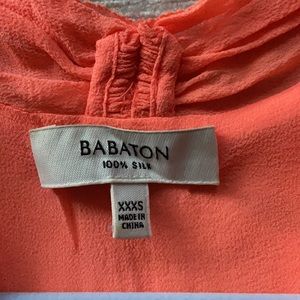 BABATON
100% SILK
XXXS
MADE IN
CHINA